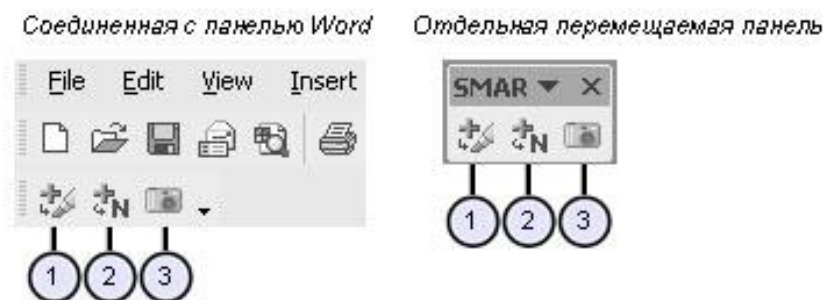 Соединенная с панелью Word Отдельная перемещаемая панель
File Edit View Insert SMAR
N N
1 2 3 1 2 3